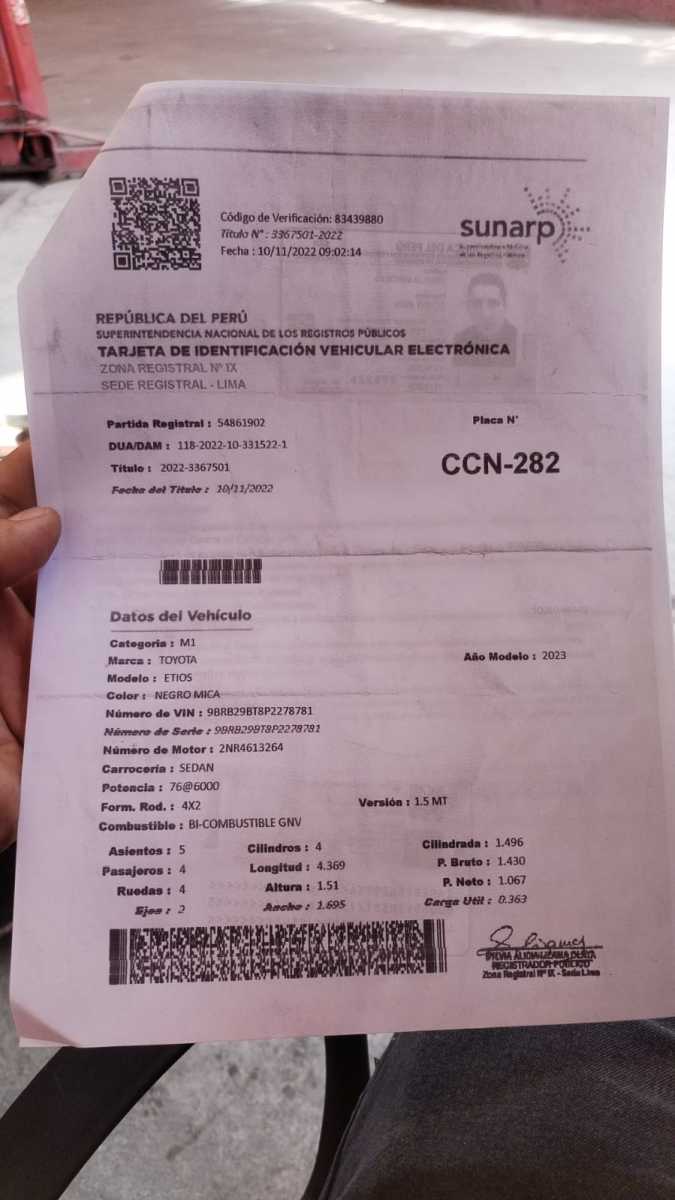 Código de Verificación: 83439880
Título N° : 3367501-2022
Fecha : 10/11/2022 09:02:14
sunarp
REPÚBLICA DEL PERÚ
SUPERINTENDENCIA NACIONAL DE LOS REGISTROS PÚBLICOS
TARJETA DE IDENTIFICACIÓN VEHICULAR ELECTRÓNICA
ZONA REGISTRAL Nº IX
SEDE REGISTRAL - LIMA
Partida Registral : 54861902
Placa N°
DUA/DAM : 118-2022-10-331522-1
Título : 2022-3367501
CCN-282
Fecha del Titulo : 10/11/2022
Datos del Vehículo
Categoria : M1
Marca : TOYOTA
Año Modelo : 2023
Modelo : ETIOS
Color : NEGRO MICA
Número de VIN : 9BRB29BT8P2278781
Número de Serie : 9BRB29BT8P2278781
Número de Motor : 2NR4613264
Carrocería : SEDAN
Potencia : 76@6000
Form. Rod. : 4X2
Versión : 1.5 MT
Combustible : BI-COMBUSTIBLE GNV
Asientos : 5 Cilindros : 4 Cilindrada : 1.496
Pasajeros : 4 Longitud : 4.369 P. Bruto : 1.430
Ruedas : 4 Altura : 1.51 P. Neto : 1.067
Ejes : 2 Ancho : 1.695 Carga Util : 0.363
REGISTRADOR PÚBLICO
Zona Registral Nº IX - Sede Lima